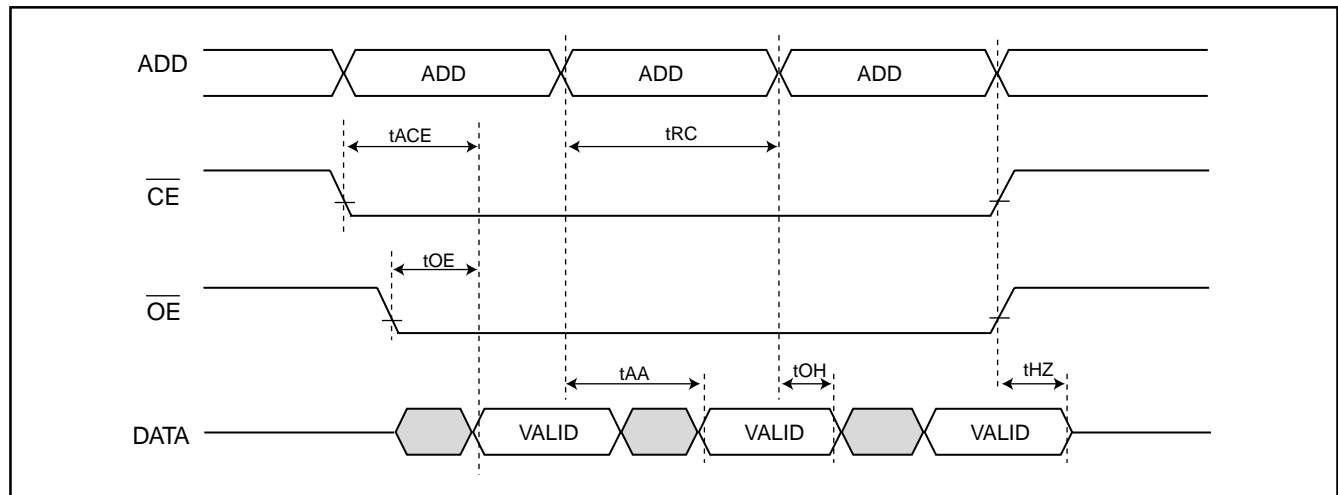 ADD
ADD ADD ADD
tACE tRC
CE
tOE
OE
tAA tOH tHZ
DATA
VALID VALID VALID